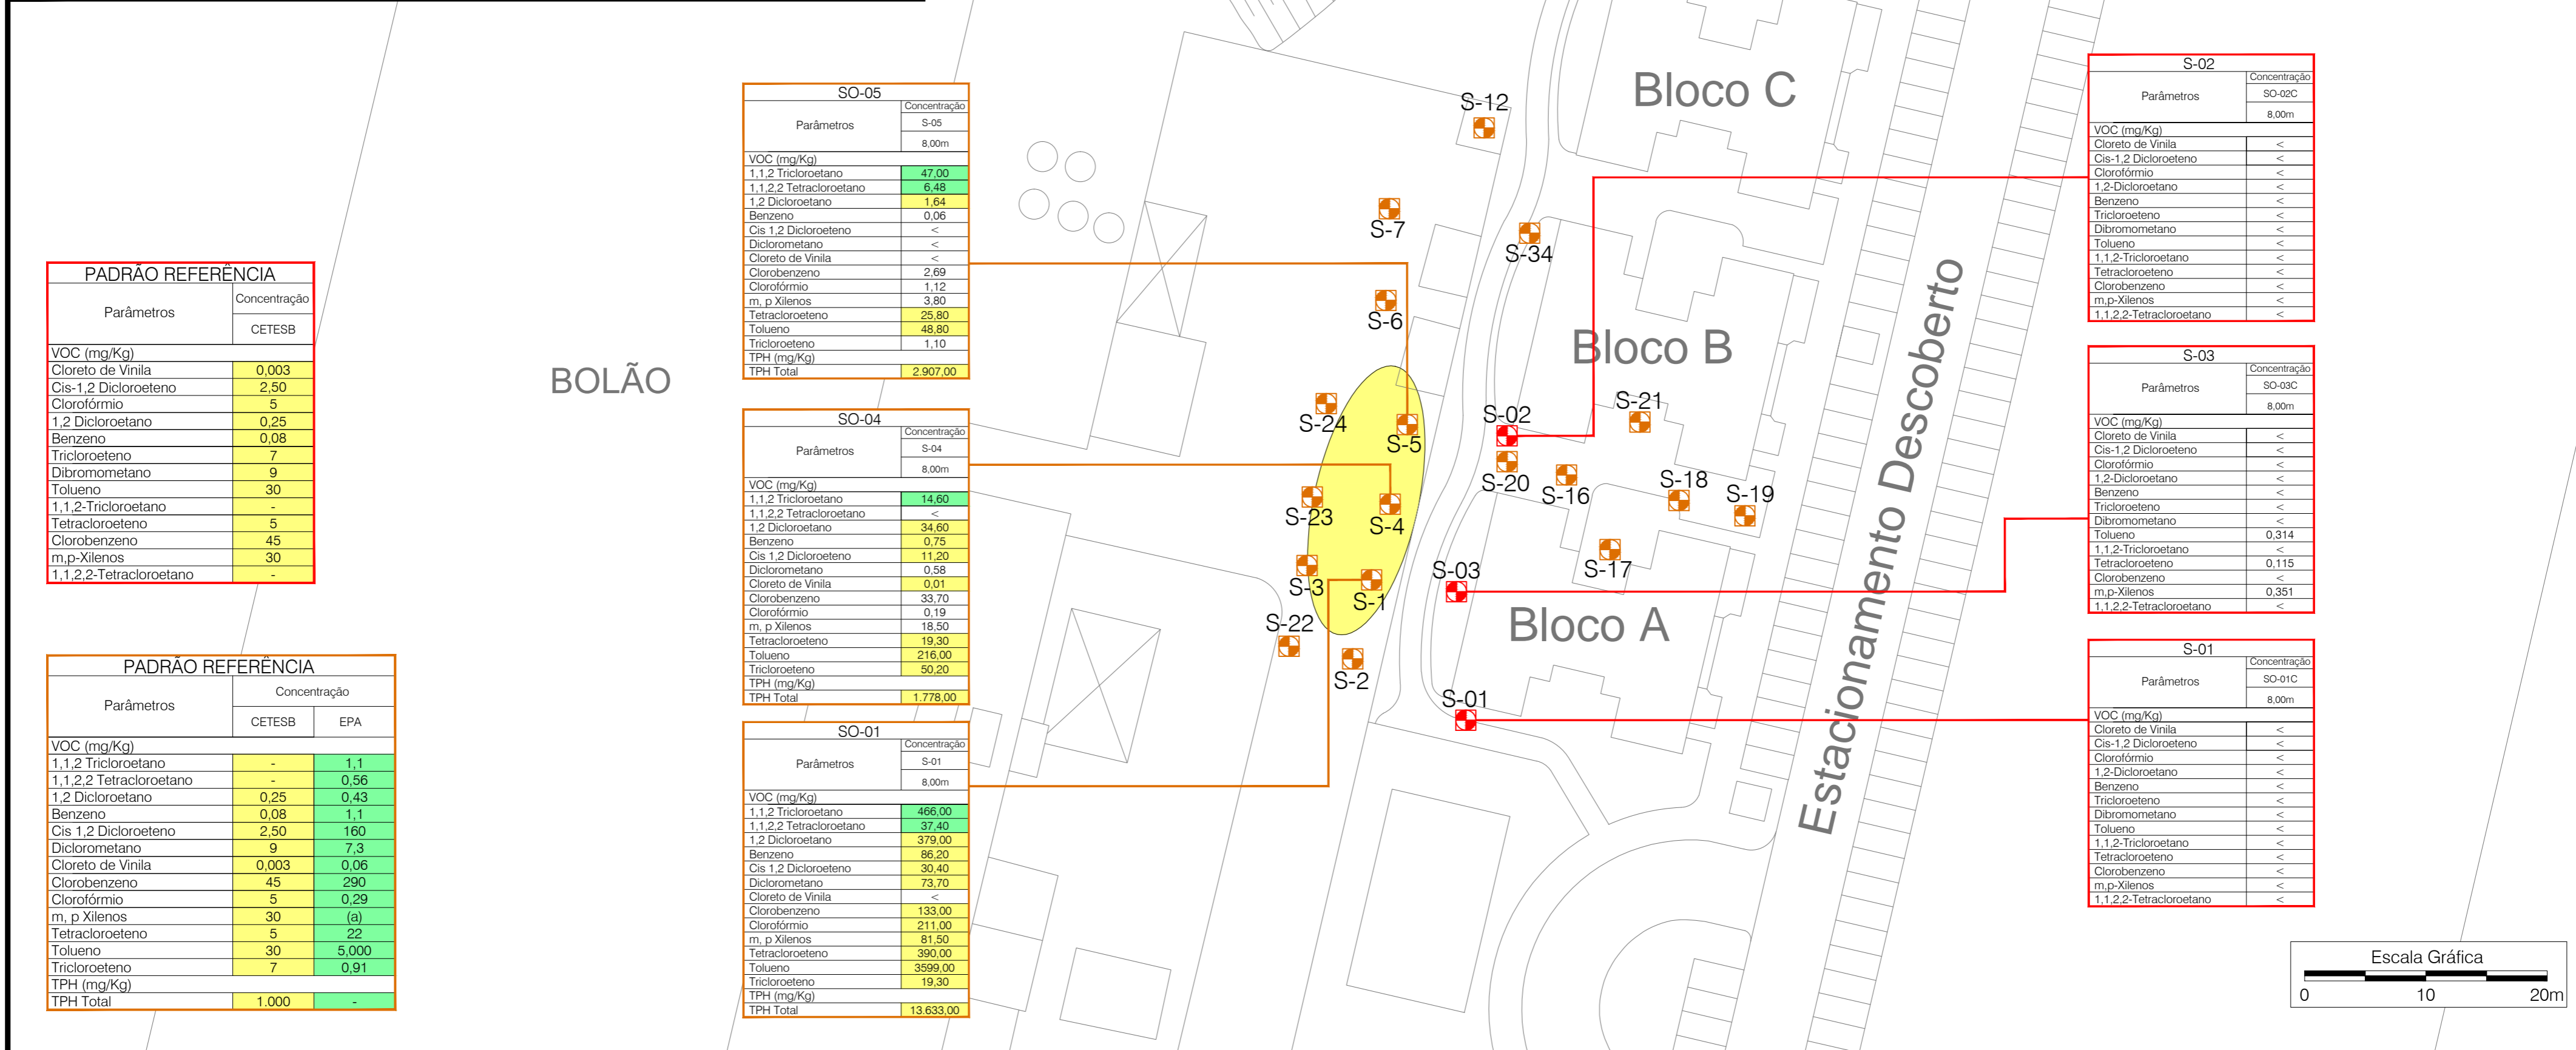 PADRÃO REFERÊNCIA
Parâmetros
Concentração
CETESB
VOC (mg/Kg)
Cloreto de Vinila 0,003
Cis-1,2 Dicloroeteno 2,50
Clorofórmio 5
1,2 Dicloroetano 0,25
Benzeno 0,08
Tricloroeteno 7
Dibromometano 9
Tolueno 30
1,1,2-Tricloroetano -
Tetracloroeteno 5
Clorobenzeno 45
m,p-Xilenos 30
1,1,2,2-Tetracloroetano -
PADRÃO REFERÊNCIA
Parâmetros
Concentração
CETESB EPA
VOC (mg/Kg)
1,1,2 Tricloroetano - 1,1
1,1,2,2 Tetracloroetano - 0,56
1,2 Dicloroetano 0,25 0,43
Benzeno 0,08 1,1
Cis 1,2 Dicloroeteno 2,50 160
Diclorometano 9 7,3
Cloreto de Vinila 0,003 0,06
Clorobenzeno 45 290
Clorofórmio 5 0,29
m, p Xilenos 30 (a)
Tetracloroeteno 5 22
Tolueno 30 5,000
Tricloroeteno 7 0,91
TPH (mg/Kg)
TPH Total 1.000 -
BOLÃO
SO-05
Parâmetros
Concentração
S-05
8,00m
VOC (mg/Kg)
1,1,2 Tricloroetano 47,00
1,1,2,2 Tetracloroetano 6,48
1,2 Dicloroetano 1,64
Benzeno 0,06
Cis 1,2 Dicloroeteno <
Diclorometano <
Cloreto de Vinila <
Clorobenzeno 2,69
Clorofórmio 1,12
m, p Xilenos 3,80
Tetracloroeteno 25,80
Tolueno 48,80
Tricloroeteno 1,10
TPH (mg/Kg)
TPH Total 2.907,00
SO-04
Parâmetros
Concentração
S-04
8,00m
VOC (mg/Kg)
1,1,2 Tricloroetano 14,60
1,1,2,2 Tetracloroetano <
1,2 Dicloroetano 34,60
Benzeno 0,75
Cis 1,2 Dicloroeteno 11,20
Diclorometano 0,58
Cloreto de Vinila 0,01
Clorobenzeno 33,70
Clorofórmio 0,19
m, p Xilenos 18,50
Tetracloroeteno 19,30
Tolueno 216,00
Tricloroeteno 50,20
TPH (mg/Kg)
TPH Total 1.778,00
SO-01
Parâmetros
Concentração
S-01
8,00m
VOC (mg/Kg)
1,1,2 Tricloroetano 466,00
1,1,2,2 Tetracloroetano 37,40
1,2 Dicloroetano 379,00
Benzeno 86,20
Cis 1,2 Dicloroeteno 30,40
Diclorometano 73,70
Cloreto de Vinila <
Clorobenzeno 133,00
Clorofórmio 211,00
m, p Xilenos 81,50
Tetracloroeteno 390,00
Tolueno 3599,00
Tricloroeteno 19,30
TPH (mg/Kg)
TPH Total 13.633,00
S-12
S-7
S-34
S-6
S-24
S-5
S-02
S-21
S-20
S-16
S-18
S-19
S-23
S-4
S-17
S-3
S-1
S-03
S-22
S-2
S-01
Bloco C
Bloco B
Bloco A
Estacionamento Descoberto
S-02
Parâmetros
Concentração
SO-02C
8,00m
VOC (mg/Kg)
Cloreto de Vinila <
Cis-1,2 Dicloroeteno <
Clorofórmio <
1,2-Dicloroetano <
Benzeno <
Tricloroeteno <
Dibromometano <
Tolueno <
1,1,2-Tricloroetano <
Tetracloroeteno <
Clorobenzeno <
m,p-Xilenos <
1,1,2,2-Tetracloroetano <
S-03
Parâmetros
Concentração
SO-03C
8,00m
VOC (mg/Kg)
Cloreto de Vinila <
Cis-1,2 Dicloroeteno <
Clorofórmio <
1,2-Dicloroetano <
Benzeno <
Tricloroeteno <
Dibromometano <
Tolueno 0,314
1,1,2-Tricloroetano <
Tetracloroeteno 0,115
Clorobenzeno <
m,p-Xilenos 0,351
1,1,2,2-Tetracloroetano <
S-01
Parâmetros
Concentração
SO-01C
8,00m
VOC (mg/Kg)
Cloreto de Vinila <
Cis-1,2 Dicloroeteno <
Clorofórmio <
1,2-Dicloroetano <
Benzeno <
Tricloroeteno <
Dibromometano <
Tolueno <
1,1,2-Tricloroetano <
Tetracloroeteno <
Clorobenzeno <
m,p-Xilenos <
1,1,2,2-Tetracloroetano <
Escala Gráfica
0 10 20m